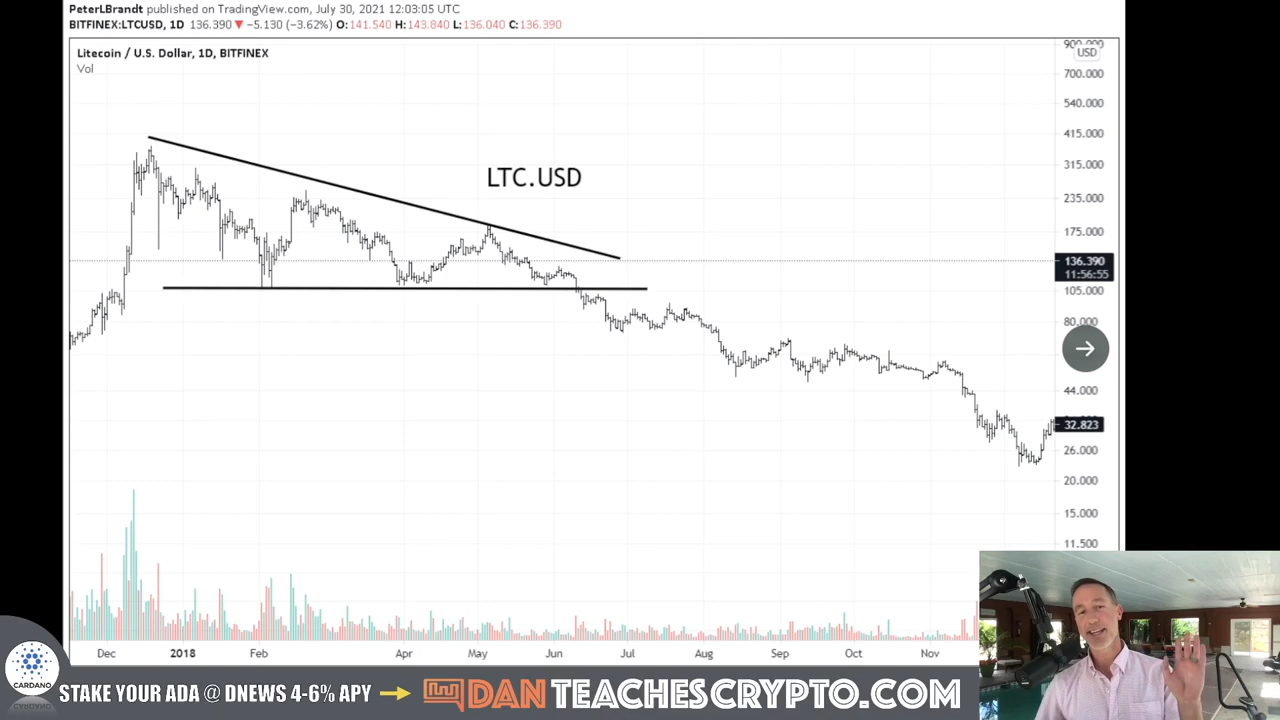 PeterLBrandt published on TradingView.com, July 30, 2021 12:03:05 UTC
BITFINEX:LTCUSD, 1D 136.390 ▼ −5.130 (−3.62%) O:141.540 H:143.840 L:136.040 C:136.390
Litecoin / U.S. Dollar, 1D, BITFINEX
Vol
USD
700.000
540.000
415.000
315.000
LTC.USD
235.000
175.000
136.390
11:56:55
105.000
80.000
44.000
32.823
26.000
20.000
15.000
11.500
Dec 2018 Feb Apr May Jun Jul Aug Sep Oct Nov
CARDANO
STAKE YOUR ADA @ DNEWS 4-6% APY
DAN TEACHESCRYPTO.COM